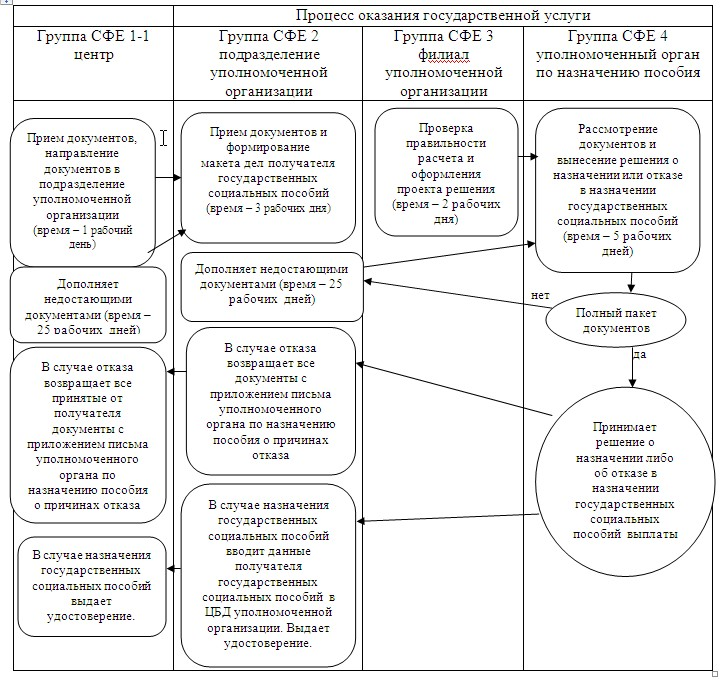 Процесс оказания государственной услуги
Группа СФЕ 1-1
центр
Группа СФЕ 2
подразделение
уполномоченной
организации
Группа СФЕ 3
филиал
уполномоченной
организации
Группа СФЕ 4
уполномоченный орган
по назначению пособия
Прием документов,
направление
документов в
подразделение
уполномоченной
организации
(время – 1 рабочий
день)
Прием документов и
формирование
макета дел получателя
государственных
социальных пособий
(время – 3 рабочих дня)
Проверка
правильности
расчета и
оформления
проекта решения
(время – 2 рабочих
дня)
Рассмотрение
документов и
вынесение решения о
назначении или отказе
в назначении
государственных
социальных пособий
(время – 5 рабочих
дней)
Дополняет
недостающими
документами (время –
25 рабочих дней)
Дополняет недостающими
документами (время – 25
рабочих дней)
нет
Полный пакет
документов
да
В случае отказа
возвращает все
принятые от
получателя
документы с
приложением письма
уполномоченного
органа по
назначению пособия
о причинах отказа
В случае отказа
возвращает все
документы с
приложением письма
уполномоченного
органа по назначению
пособия о причинах
отказа
Принимает
решение о
назначении либо
об отказе в
назначении
государственных
социальных
пособий выплаты
В случае назначения
государственных
социальных пособий
выдает
удостоверение.
В случае назначения
государственных
социальных пособий
вводит данные
получателя
государственных
социальных пособий в
ЦБД уполномоченной
организации. Выдает
удостоверение.